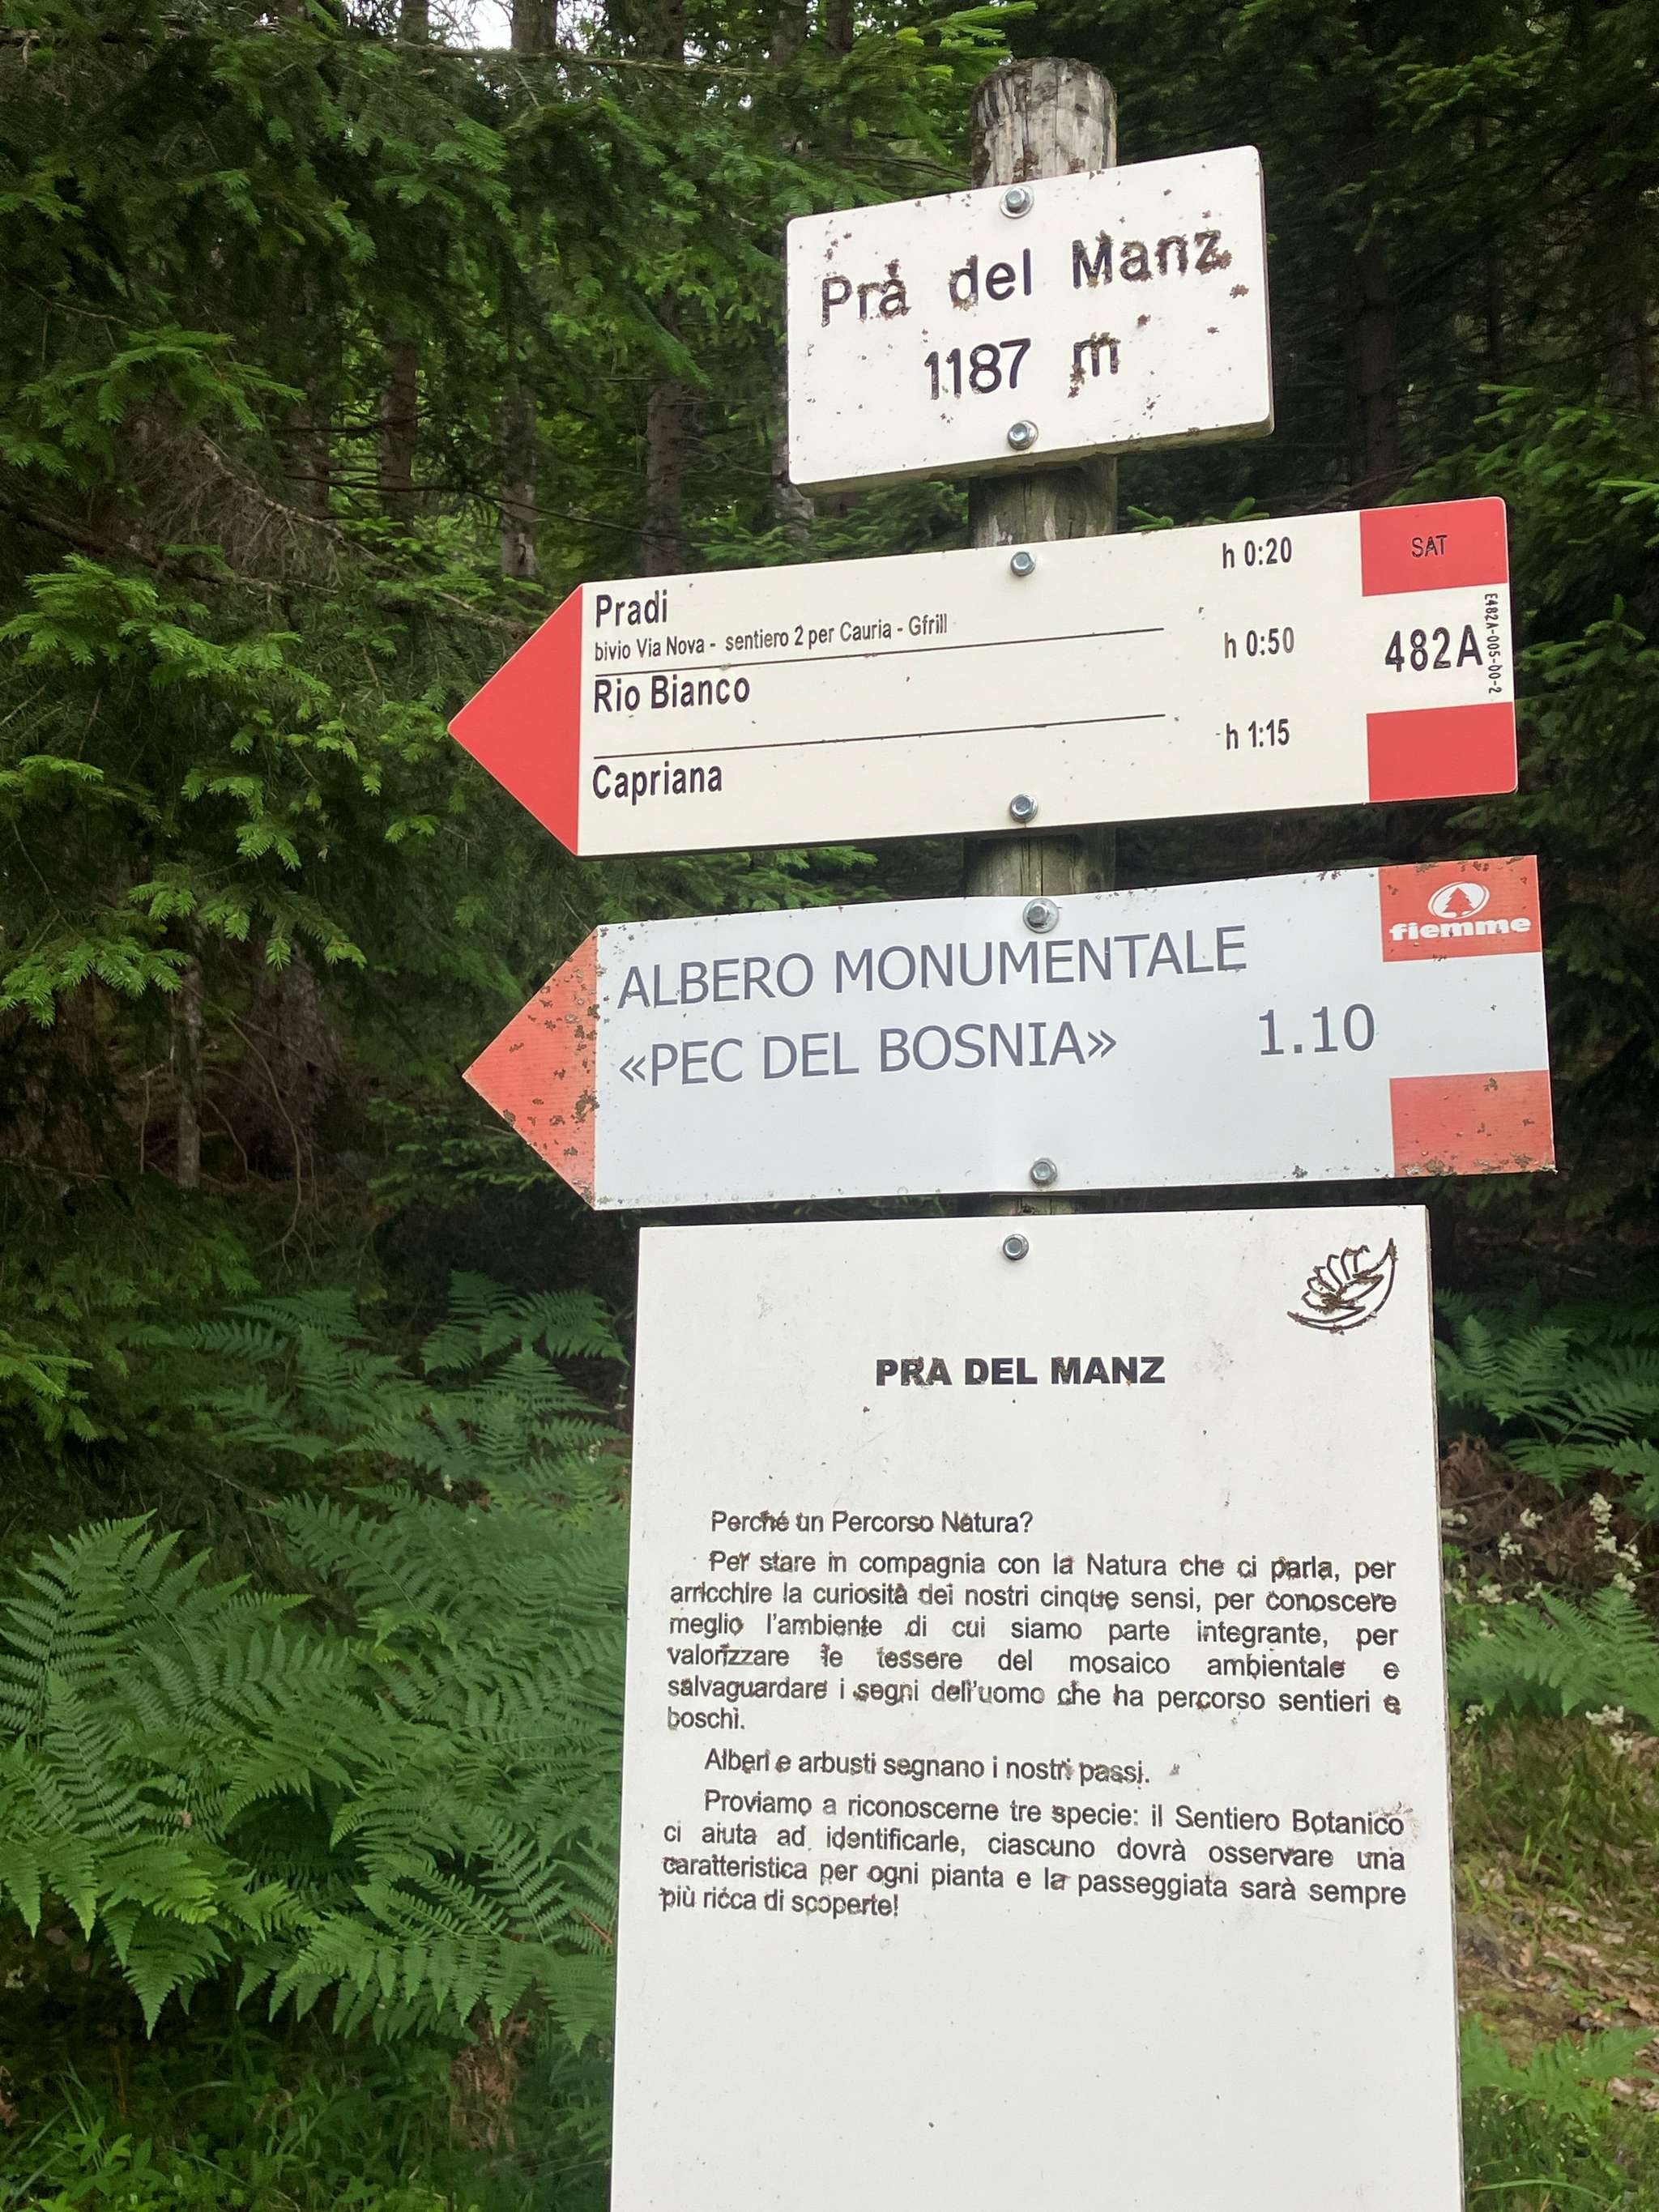 Prà del Manz
1187 m
Pradi h 0:20
bivio Via Nova - sentiero 2 per Cauria - Gfrill
Rio Bianco h 0:50
Capriana h 1:15
SAT
482A
E482A-005-00-2
fiemme
ALBERO MONUMENTALE
«PEC DEL BOSNIA» 1.10
PRA DEL MANZ
Perché un Percorso Natura?
Per stare in compagnia con la Natura che ci parla, per
arricchire la curiosità dei nostri cinque sensi, per conoscere
meglio l'ambiente di cui siamo parte integrante, per
valorizzare le tessere del mosaico ambientale e
salvaguardare i segni dell'uomo che ha percorso sentieri e
boschi.
Alberi e arbusti segnano i nostri passi.
Proviamo a riconoscerne tre specie: il Sentiero Botanico
ci aiuta ad identificarle, ciascuno dovrà osservare una
caratteristica per ogni pianta e la passeggiata sarà sempre
più ricca di scoperte!